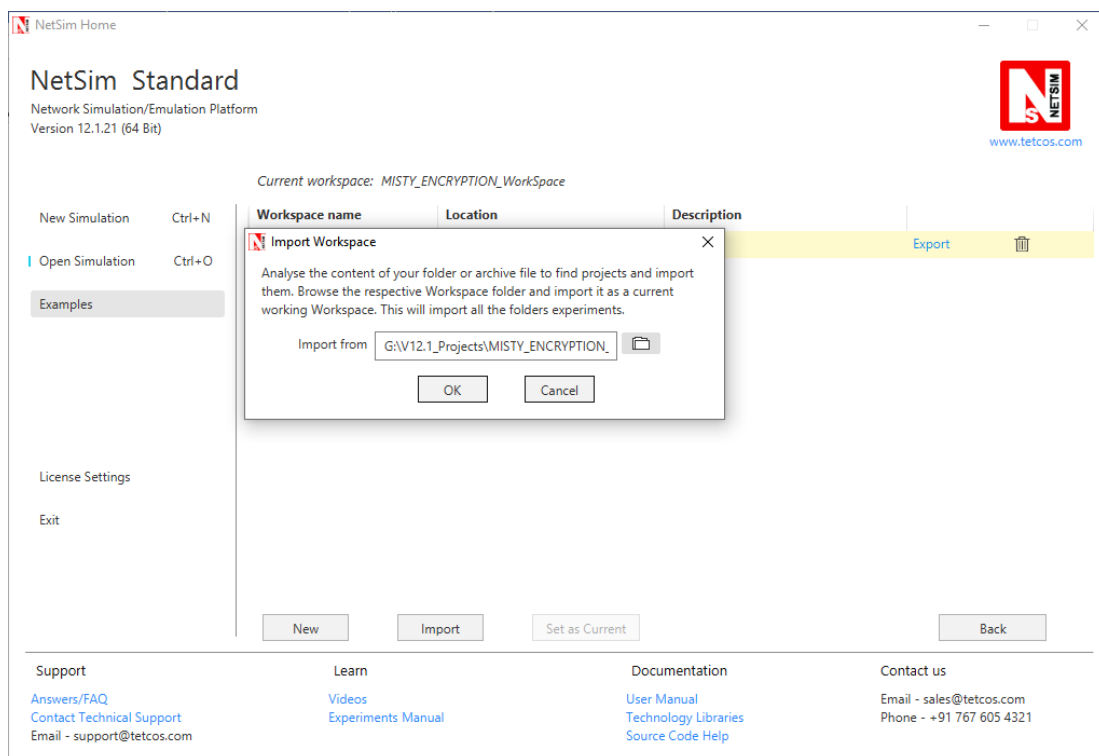 NetSim Home
NetSim Standard
Network Simulation/Emulation Platform
Version 12.1.21 (64 Bit)
NETSIM
Ns
www.tetcos.com
Current workspace: MISTY_ENCRYPTION_WorkSpace
New Simulation Ctrl+N
Open Simulation Ctrl+O
Examples
License Settings
Exit
Workspace name Location Description
Export
Import Workspace
Analyse the content of your folder or archive file to find projects and import
them. Browse the respective Workspace folder and import it as a current
working Workspace. This will import all the folders experiments.
Import from G:\V12.1_Projects\MISTY_ENCRYPTION_
OK Cancel
New Import Set as Current Back
Support
Answers/FAQ
Contact Technical Support
Email - support@tetcos.com
Learn
Videos
Experiments Manual
Documentation
User Manual
Technology Libraries
Source Code Help
Contact us
Email - sales@tetcos.com
Phone - +91 767 605 4321